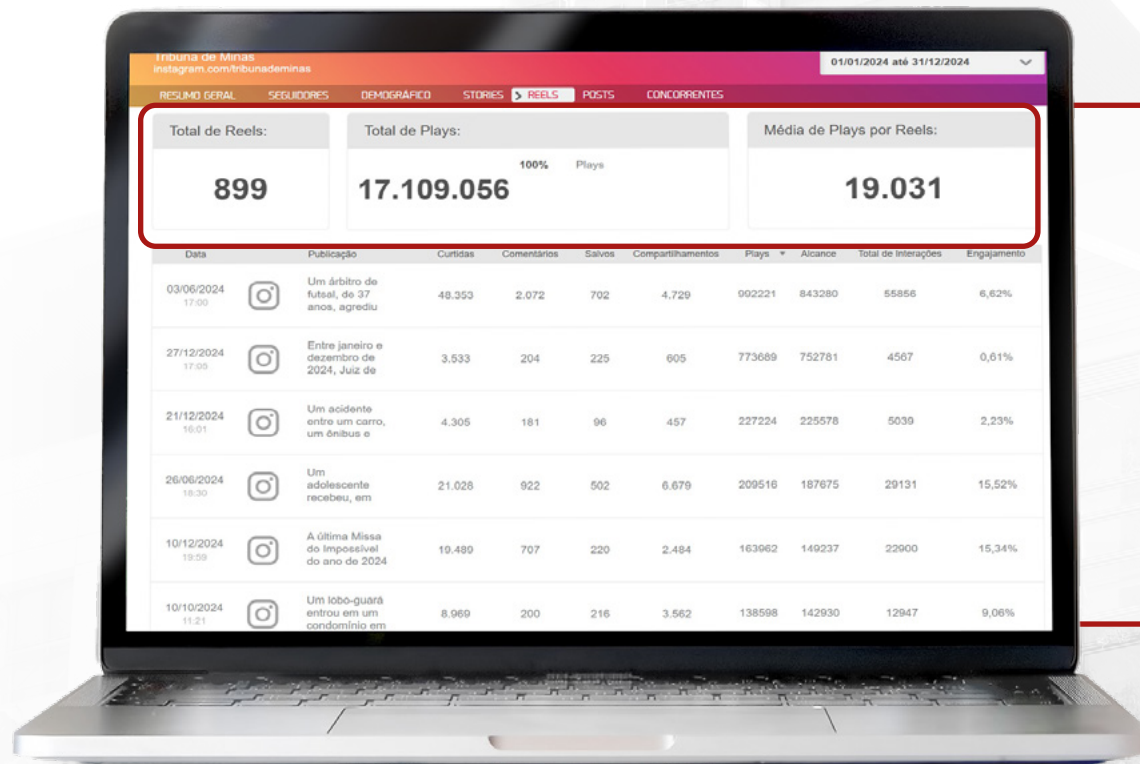 Tribuna de Minas
instagram.com/tribunademinas
01/01/2024 até 31/12/2024
RESUMO GERAL SEGUIDORES DEMOGRÁFICO STORIES REELS POSTS CONCORRENTES
Total de Reels: Total de Plays: Média de Plays por Reels:
100% Plays
899 17.109.056 19.031
Data Publicação Curtidas Comentários Salvos Compartilhamentos Plays Alcance Total de Interações Engajamento
03/06/2024 17:00
Um árbitro de
futsal, de 37
anos, agrediu
48.353 2.072 702 4.729 992221 843280 55856 6,62%
27/12/2024 17:05
Entre janeiro e
dezembro de
2024, Juiz de
3.533 204 225 605 773689 752781 4567 0,61%
21/12/2024 16:01
Um acidente
entre um carro,
um ônibus e
4.305 181 96 457 227224 225578 5039 2,23%
26/06/2024 18:30
Um
adolescente
recebeu, em
21.028 922 502 6.679 209516 187675 29131 15,52%
10/12/2024 19:59
A última Missa
do Impossível
do ano de 2024
19.489 707 220 2.484 163962 149237 22900 15,34%
10/10/2024 11:21
Um lobo-guará
entrou em um
condomínio em
8.969 200 216 3.562 138598 142930 12947 9,06%